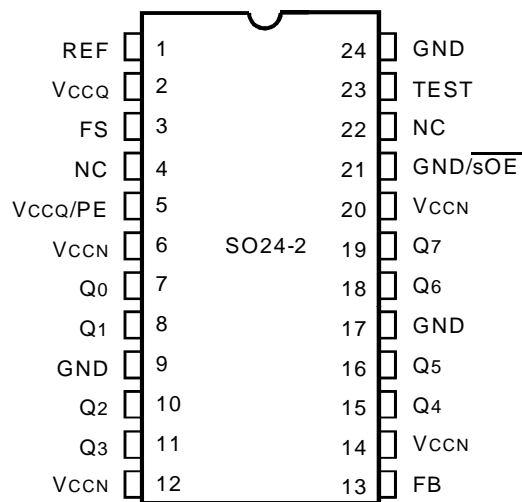 REF 1 24 GND
VCCQ 2 23 TEST
FS 3 22 NC
NC 4 21 GND/sOE
VCCQ/PE 5 20 VCCN
VCCN 6 SO24-2 19 Q7
Q0 7 18 Q6
Q1 8 17 GND
GND 9 16 Q5
Q2 10 15 Q4
Q3 11 14 VCCN
VCCN 12 13 FB